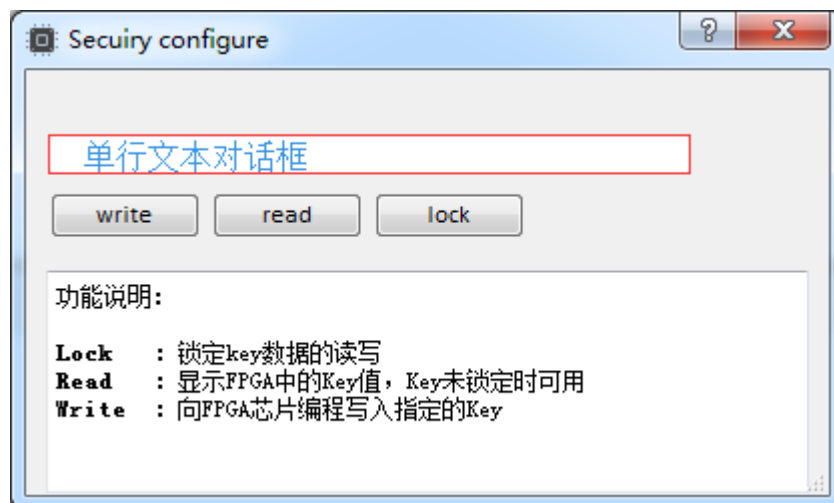 Secuiry configure
单行文本对话框
write read lock
功能说明:
Lock : 锁定key数据的读写
Read : 显示FPGA中的Key值，Key未锁定时可用
Write : 向FPGA芯片编程写入指定的Key